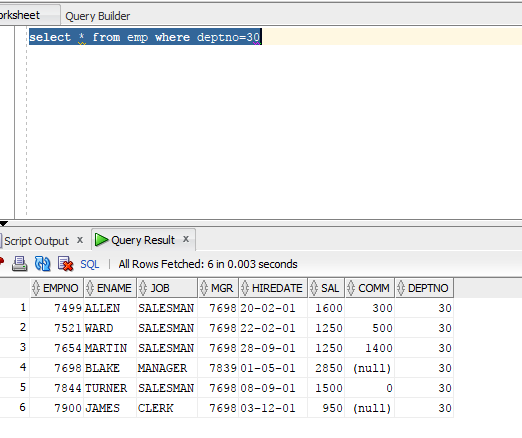 orksheet Query Builder
select * from emp where deptno=30
Script Output x Query Result x
SQL | All Rows Fetched: 6 in 0.003 seconds
EMPNO ENAME JOB MGR HIREDATE SAL COMM DEPTNO
1 7499 ALLEN SALESMAN 7698 20-02-01 1600 300 30
2 7521 WARD SALESMAN 7698 22-02-01 1250 500 30
3 7654 MARTIN SALESMAN 7698 28-09-01 1250 1400 30
4 7698 BLAKE MANAGER 7839 01-05-01 2850 (null) 30
5 7844 TURNER SALESMAN 7698 08-09-01 1500 0 30
6 7900 JAMES CLERK 7698 03-12-01 950 (null) 30